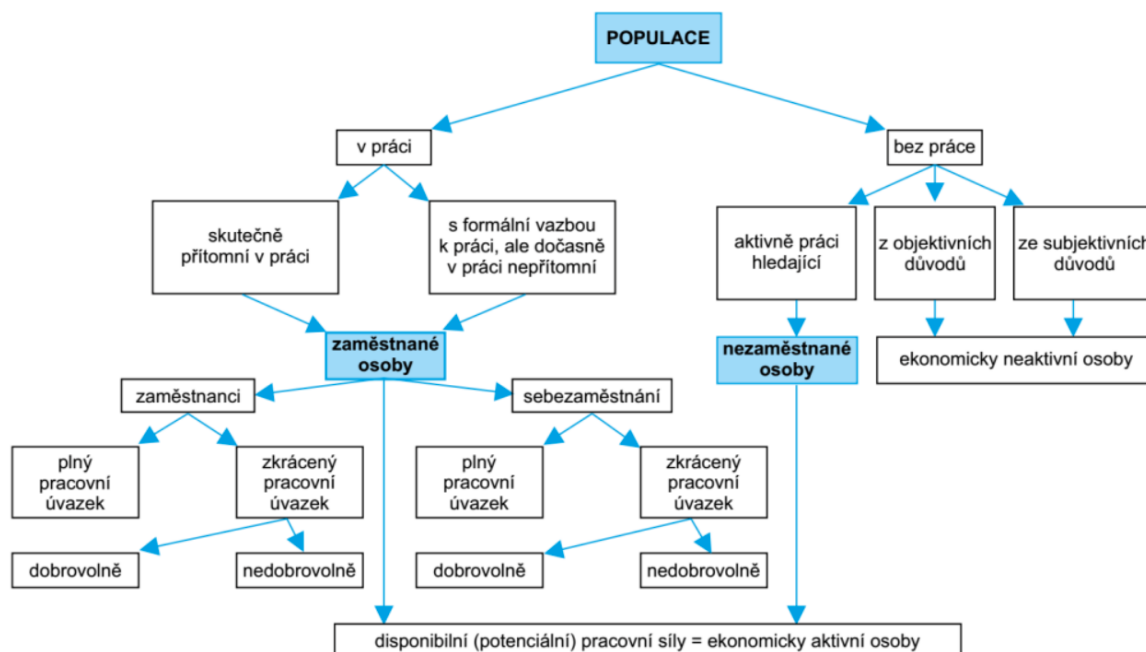 POPULACE
v práci
bez práce
skutečně
přítomní v práci
s formální vazbou
k práci, ale dočasně
v práci nepřítomní
aktivně práci
hledající
z objektivních
důvodů
ze subjektivních
důvodů
zaměstnané
osoby
nezaměstnané
osoby
ekonomicky neaktivní osoby
zaměstnanci
sebezaměstnání
plný
pracovní
úvazek
zkrácený
pracovní
úvazek
plný
pracovní
úvazek
zkrácený
pracovní
úvazek
dobrovolně
nedobrovolně
dobrovolně
nedobrovolně
disponibilní (potenciální) pracovní síly = ekonomicky aktivní osoby